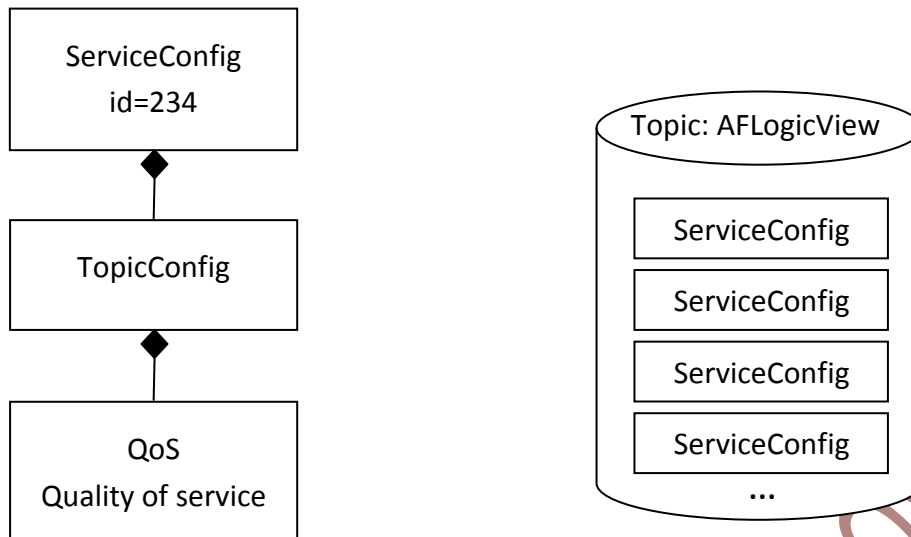 ServiceConfig
id=234
TopicConfig
QoS
Quality of service
Topic: AFLogicView
ServiceConfig
ServiceConfig
ServiceConfig
ServiceConfig
...